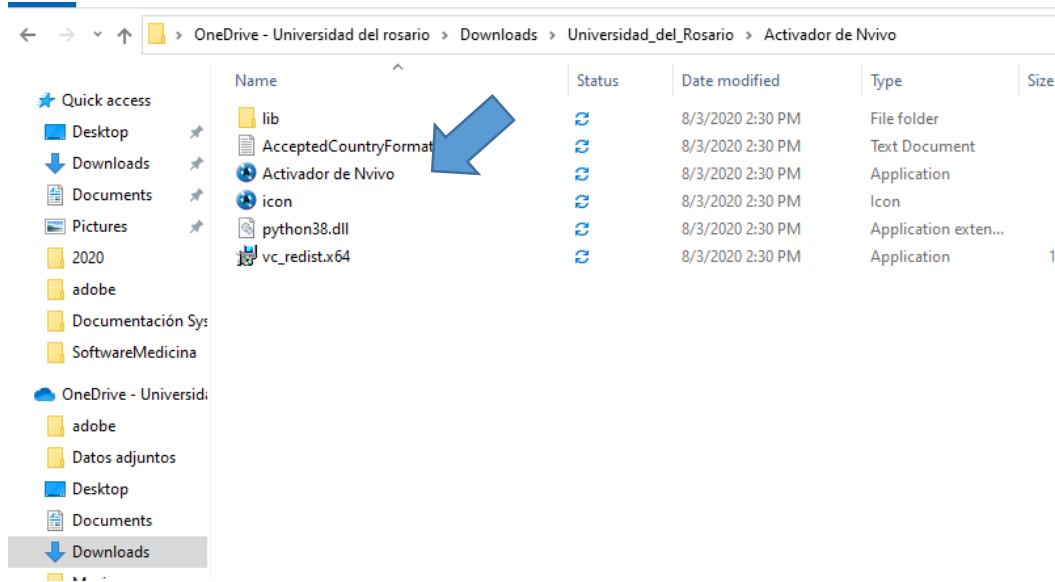 OneDrive - Universidad del rosario > Downloads > Universidad_del_Rosario > Activador de Nvivo
Name Status Date modified Type Size
Quick access
Desktop
Downloads
Documents
Pictures
2020
adobe
Documentación Sys
SoftwareMedicina
OneDrive - Universida
adobe
Datos adjuntos
Desktop
Documents
Downloads
lib 8/3/2020 2:30 PM File folder
AcceptedCountryFormat 8/3/2020 2:30 PM Text Document
Activador de Nvivo 8/3/2020 2:30 PM Application
icon 8/3/2020 2:30 PM Icon
python38.dll 8/3/2020 2:30 PM Application exten...
vc_redist.x64 8/3/2020 2:30 PM Application 1